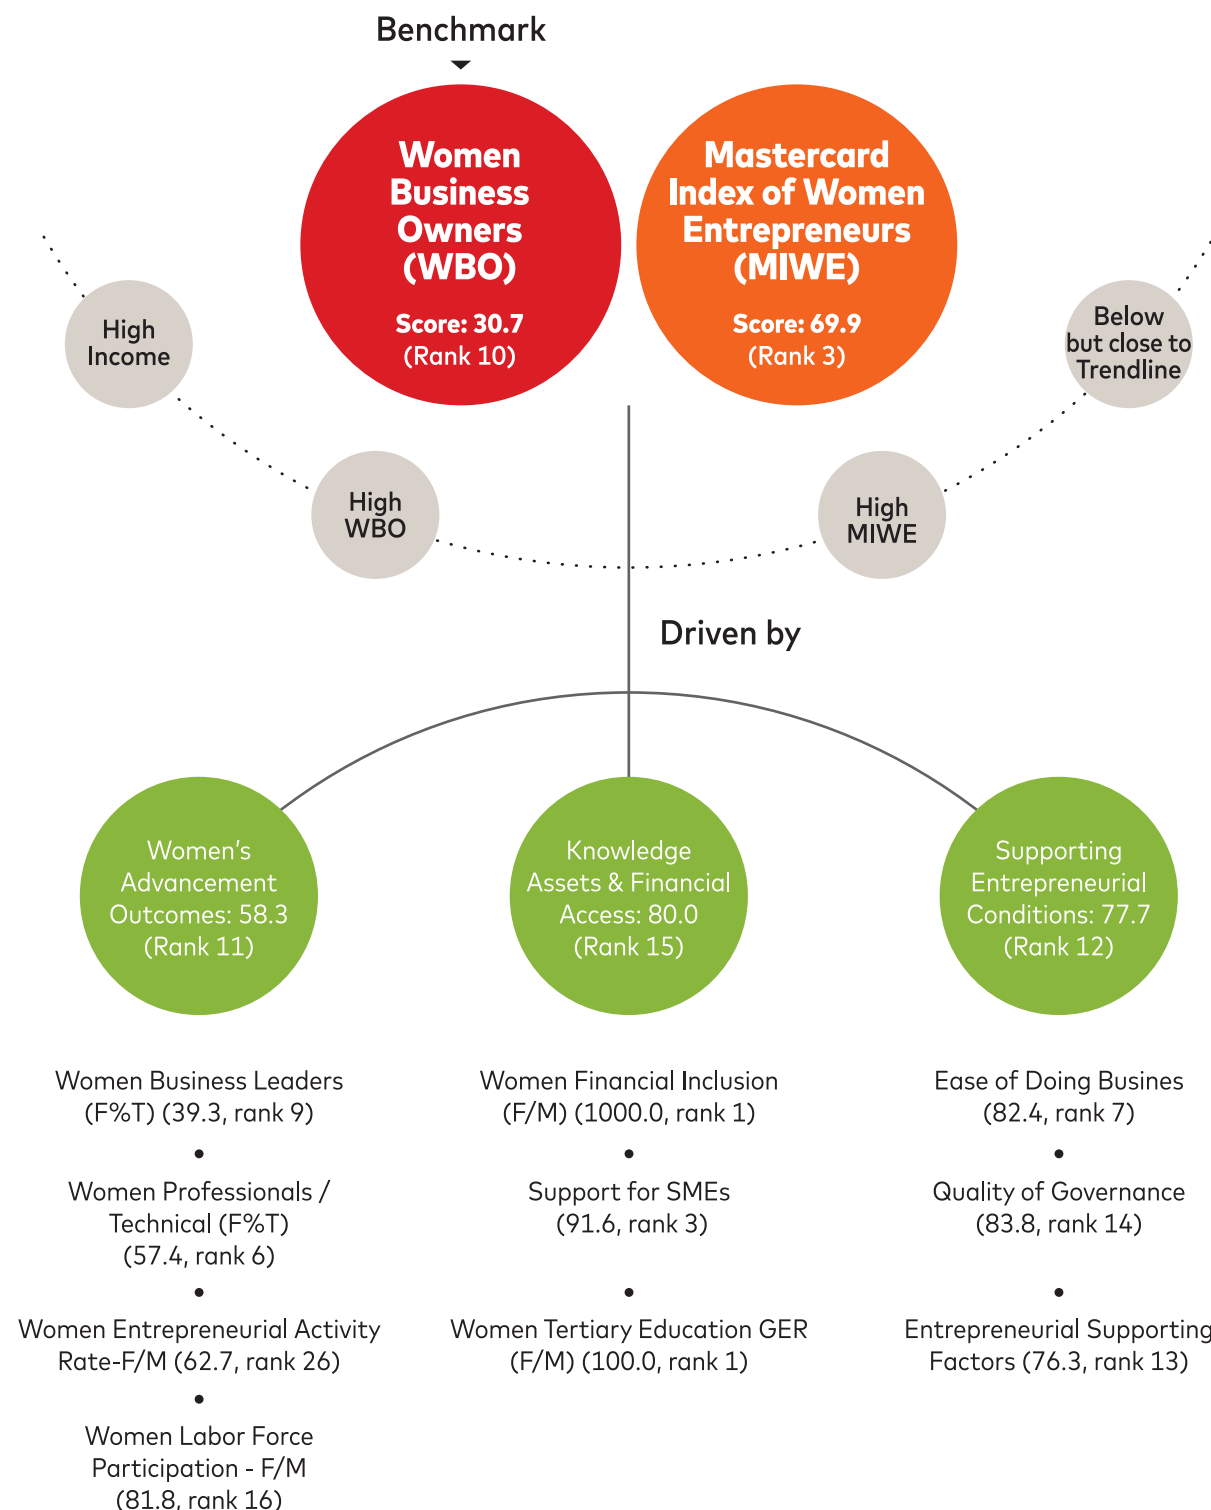 Benchmark
Women
Business
Owners
(WBO)
Score: 30.7
(Rank 10)
Mastercard
Index of Women
Entrepreneurs
(MIWE)
Score: 69.9
(Rank 3)
High
Income
High
WBO
High
MIWE
Below
but close to
Trendline
Driven by
Women's
Advancement
Outcomes: 58.3
(Rank 11)
Knowledge
Assets & Financial
Access: 80.0
(Rank 15)
Supporting
Entrepreneurial
Conditions: 77.7
(Rank 12)
Women Business Leaders
(F%T) (39.3, rank 9)
•
Women Professionals /
Technical (F%T)
(57.4, rank 6)
•
Women Entrepreneurial Activity
Rate-F/M (62.7, rank 26)
•
Women Labor Force
Participation - F/M
(81.8, rank 16)
Women Financial Inclusion
(F/M) (1000.0, rank 1)
•
Support for SMEs
(91.6, rank 3)
•
Women Tertiary Education GER
(F/M) (100.0, rank 1)
Ease of Doing Busines
(82.4, rank 7)
•
Quality of Governance
(83.8, rank 14)
•
Entrepreneurial Supporting
Factors (76.3, rank 13)